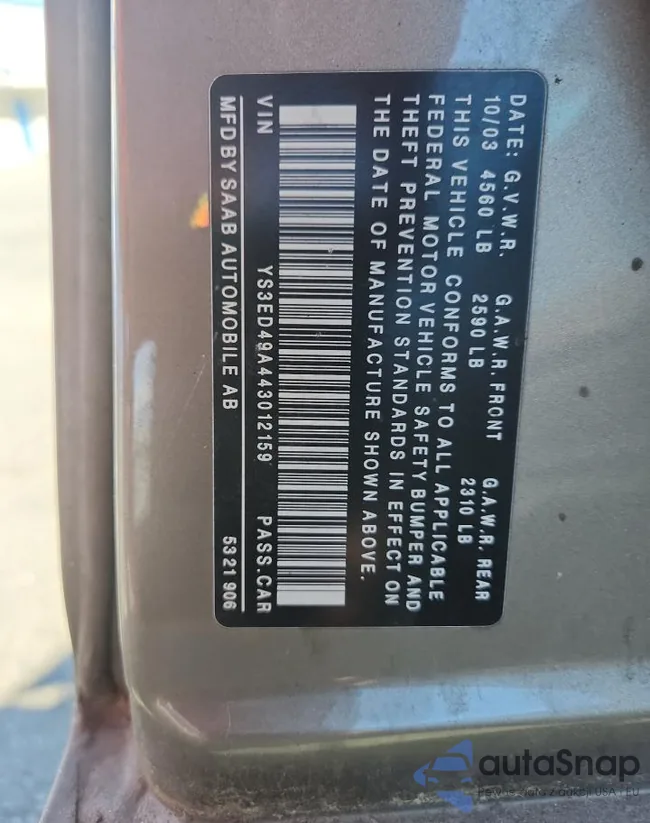 DATE: G.V.W.R. G.A.W.R. FRONT G.A.W.R. REAR
10/03 4560 LB 2590 LB 2310 LB
THIS VEHICLE CONFORMS TO ALL APPLICABLE
FEDERAL MOTOR VEHICLE SAFETY BUMPER AND
THEFT PREVENTION STANDARDS IN EFFECT ON
THE DATE OF MANUFACTURE SHOWN ABOVE.
VIN YS3ED49A443012159 PASS.CAR
MFD BY SAAB AUTOMOBILE AB 5321906
autoSnap